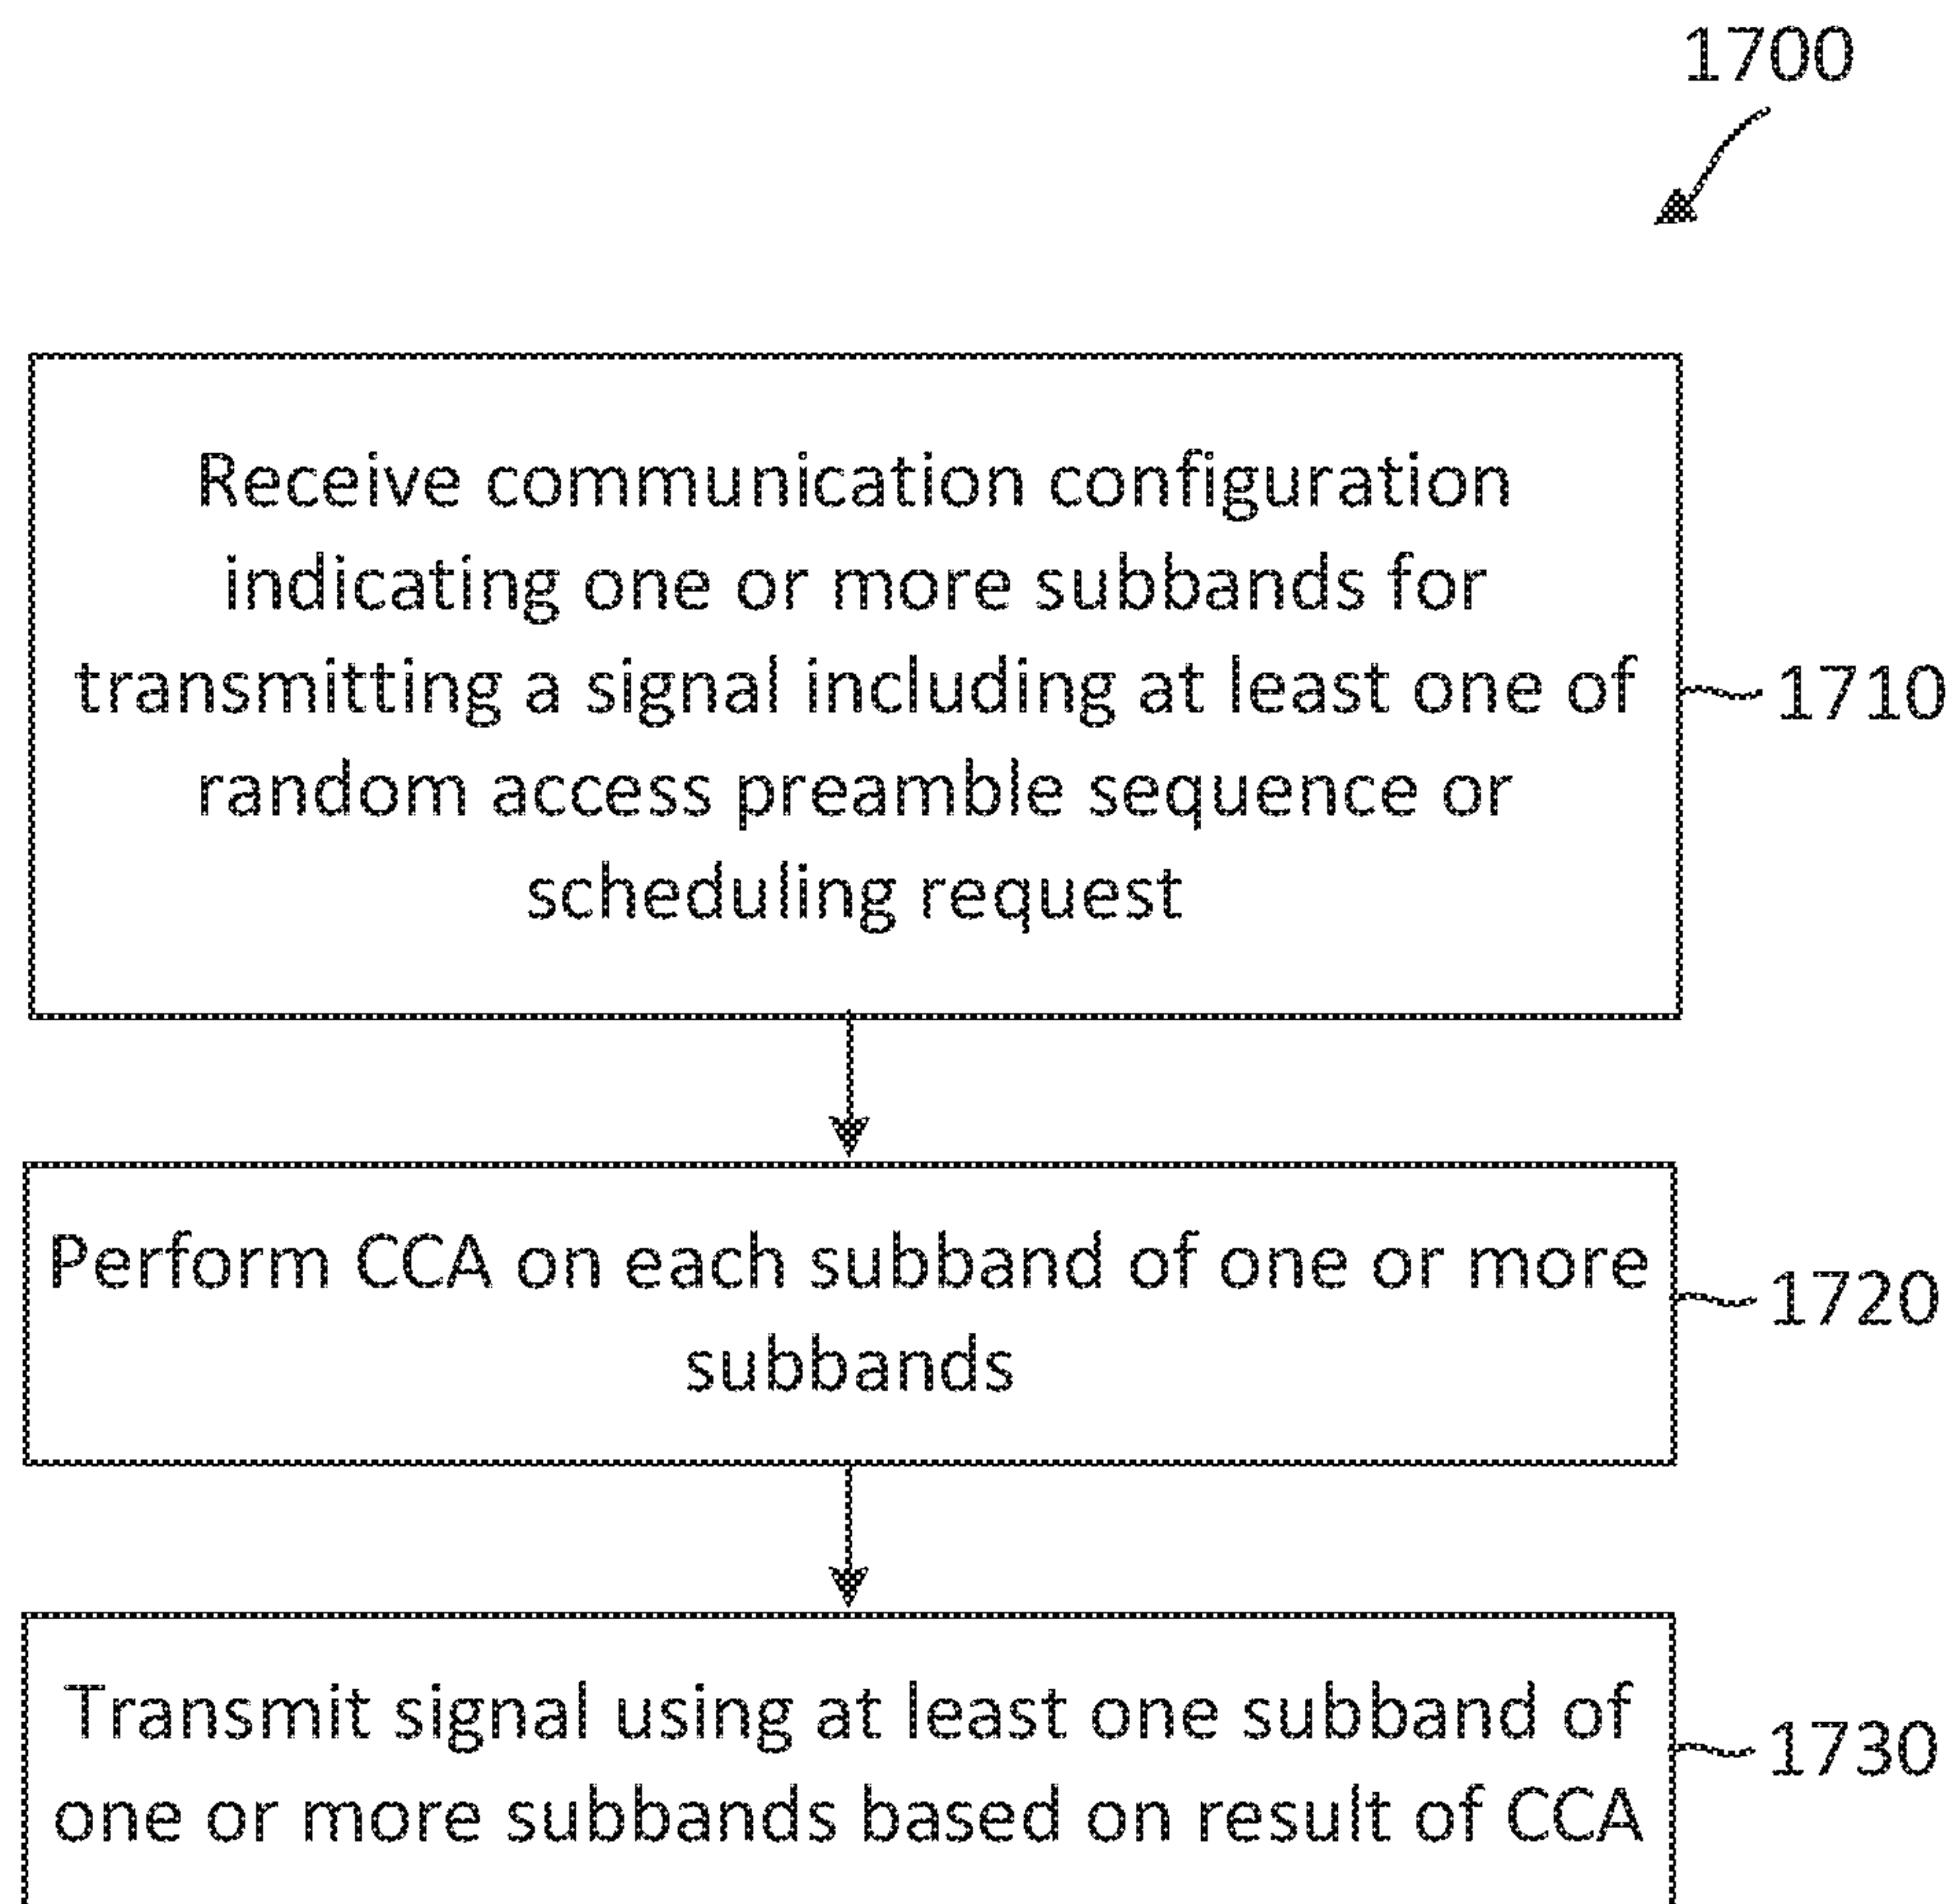 1700
Receive communication configuration
indicating one or more subbands for
transmitting a signal including at least one of
random access preamble sequence or
scheduling request
1710
Perform CCA on each subband of one or more
subbands
1720
Transmit signal using at least one subband of
one or more subbands based on result of CCA
1730